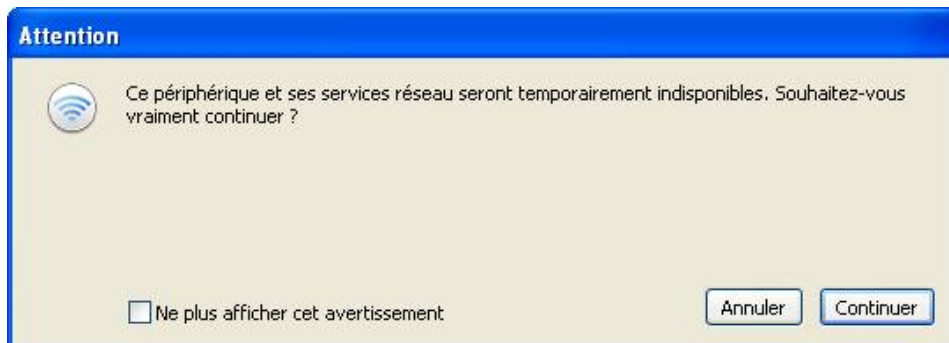 Attention
Ce périphérique et ses services réseau seront temporairement indisponibles. Souhaitez-vous
vraiment continuer ?
Ne plus afficher cet avertissement
Annuler
Continuer